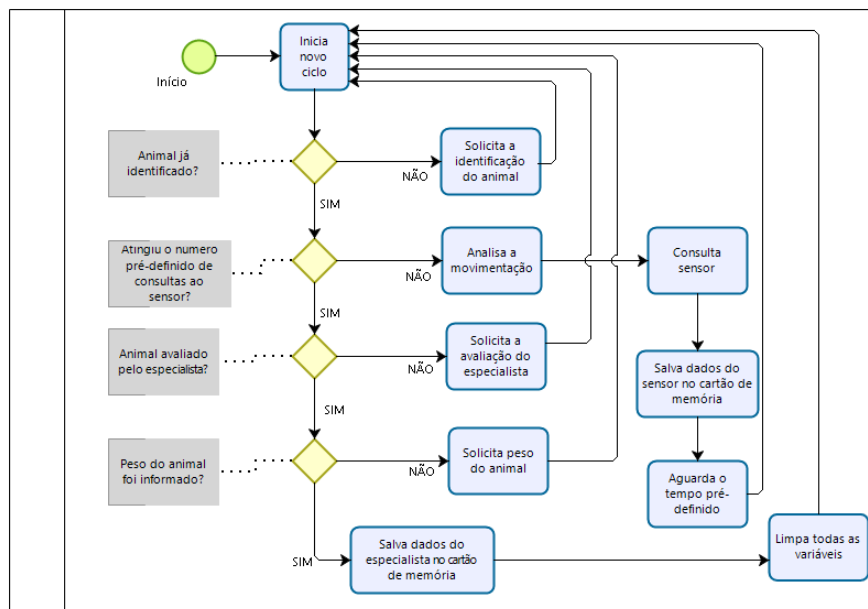 Início
Inicia
novo
ciclo
Animal já
identificado?
NÃO
Solicita a
identificação
do animal
SIM
Atingiu o numero
pré-definido de
consultas ao
sensor?
NÃO
Analisa a
movimentação
Consulta
sensor
SIM
Animal avaliado
pelo especialista?
NÃO
Solicita a
avaliação do
especialista
Salva dados do
sensor no cartão de
memória
SIM
Peso do animal
foi informado?
NÃO
Solicita peso
do animal
Aguarda o
tempo pré-
definido
SIM
Salva dados do
especialista no cartão
de memória
Limpa todas as
variáveis